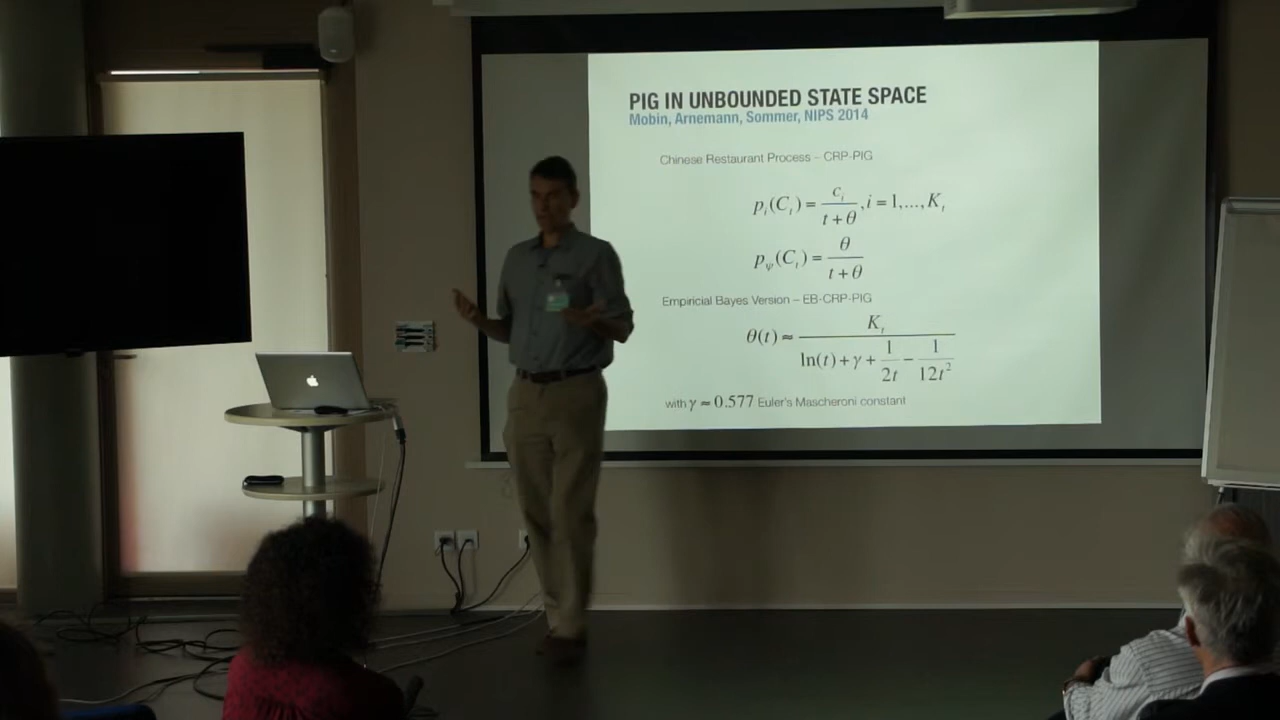 PIG IN UNBOUNDED STATE SPACE
Mobin, Arnemann, Sommer, NIPS 2014
Chinese Restaurant Process – CRP-PIG
p_i(C_t) = c_i / (t + θ), i = 1,..., K_t
p_ψ(C_t) = θ / (t + θ)
Empiricial Bayes Version – EB-CRP-PIG
θ(t) ≈ K_t / (ln(t) + γ + 1/(2t) − 1/(12t²))
with γ ≈ 0.577 Euler's Mascheroni constant